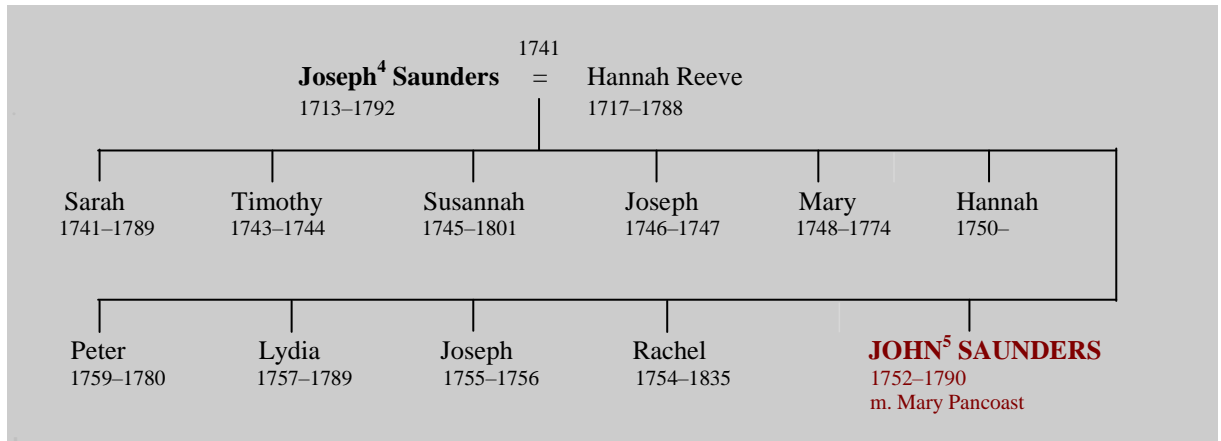 1741
Joseph⁴ Saunders = Hannah Reeve
1713–1792 1717–1788
Sarah Timothy Susannah Joseph Mary Hannah
1741–1789 1743–1744 1745–1801 1746–1747 1748–1774 1750–
Peter Lydia Joseph Rachel JOHN⁵ SAUNDERS
1759–1780 1757–1789 1755–1756 1754–1835 1752–1790
m. Mary Pancoast